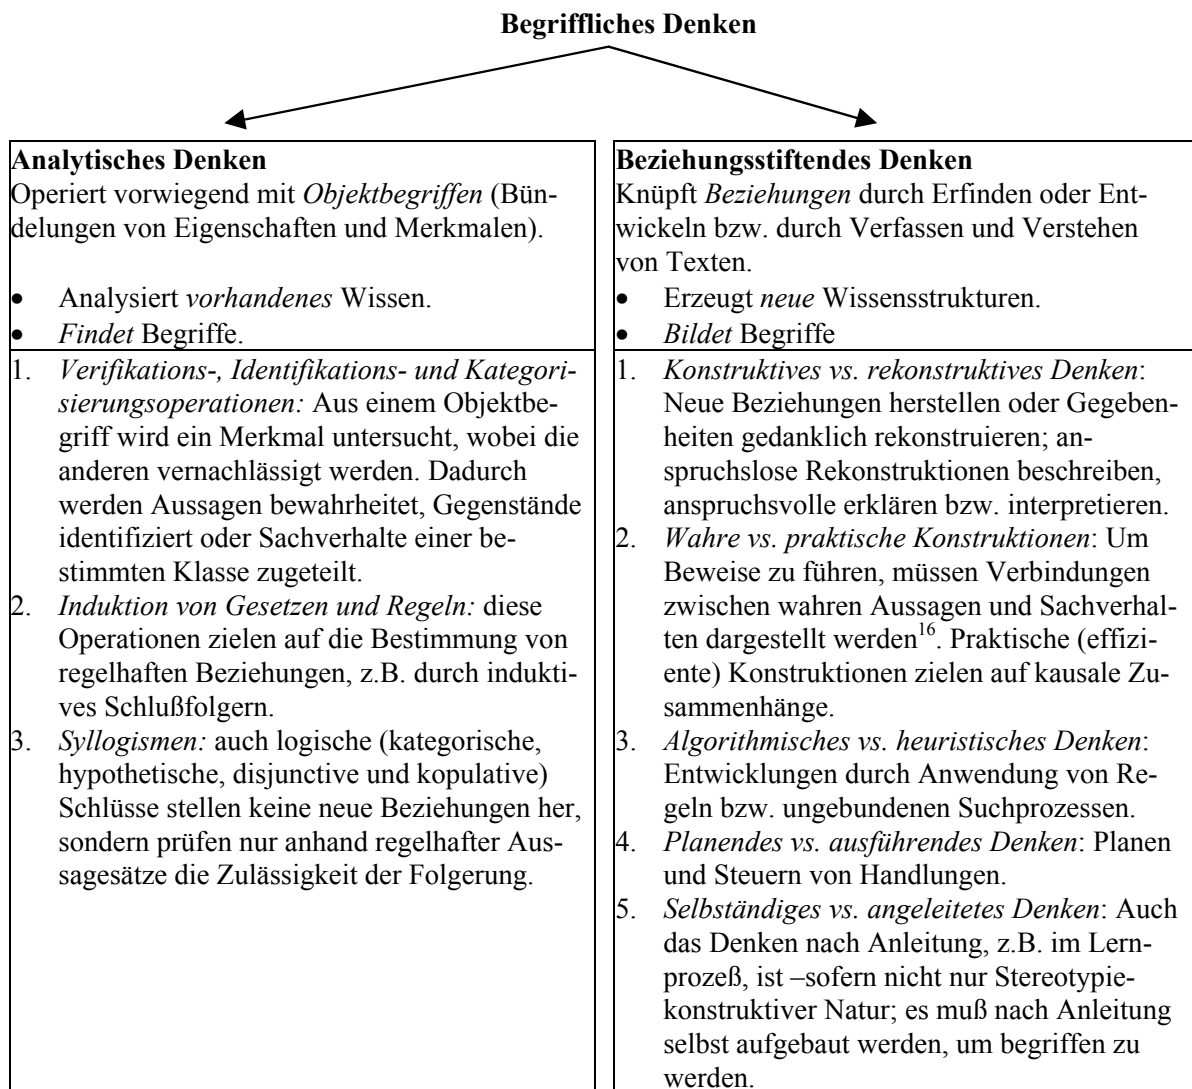 Begriffliches Denken
Analytisches Denken
Operiert vorwiegend mit Objektbegriffen (Bün-
delungen von Eigenschaften und Merkmalen).
• Analysiert vorhandenes Wissen.
• Findet Begriffe.
1. Verifikations-, Identifikations- und Kategori-
sierungsoperationen: Aus einem Objektbe-
griff wird ein Merkmal untersucht, wobei die
anderen vernachlässigt werden. Dadurch
werden Aussagen bewahrheitet, Gegenstände
identifiziert oder Sachverhalte einer be-
stimmten Klasse zugeteilt.
2. Induktion von Gesetzen und Regeln: diese
Operationen zielen auf die Bestimmung von
regelhaften Beziehungen, z.B. durch indukti-
ves Schlußfolgern.
3. Syllogismen: auch logische (kategorische,
hypothetische, disjunctive und kopulative)
Schlüsse stellen keine neue Beziehungen her,
sondern prüfen nur anhand regelhafter Aus-
sagesätze die Zulässigkeit der Folgerung.
Beziehungsstiftendes Denken
Knüpft Beziehungen durch Erfinden oder Ent-
wickeln bzw. durch Verfassen und Verstehen
von Texten.
• Erzeugt neue Wissensstrukturen.
• Bildet Begriffe
1. Konstruktives vs. rekonstruktives Denken:
Neue Beziehungen herstellen oder Gegeben-
heiten gedanklich rekonstruieren; an-
spruchslose Rekonstruktionen beschreiben,
anspruchsvolle erklären bzw. interpretieren.
2. Wahre vs. praktische Konstruktionen: Um
Beweise zu führen, müssen Verbindungen
zwischen wahren Aussagen und Sachverhal-
ten dargestellt werden16. Praktische (effizi-
ente) Konstruktionen zielen auf kausale Zu-
sammenhänge.
3. Algorithmisches vs. heuristisches Denken:
Entwicklungen durch Anwendung von Re-
geln bzw. ungebundenen Suchprozessen.
4. Planendes vs. ausführendes Denken: Planen
und Steuern von Handlungen.
5. Selbständiges vs. angeleitetes Denken: Auch
das Denken nach Anleitung, z.B. im Lern-
prozeß, ist –sofern nicht nur Stereotypie-
konstruktiver Natur; es muß nach Anleitung
selbst aufgebaut werden, um begriffen zu
werden.